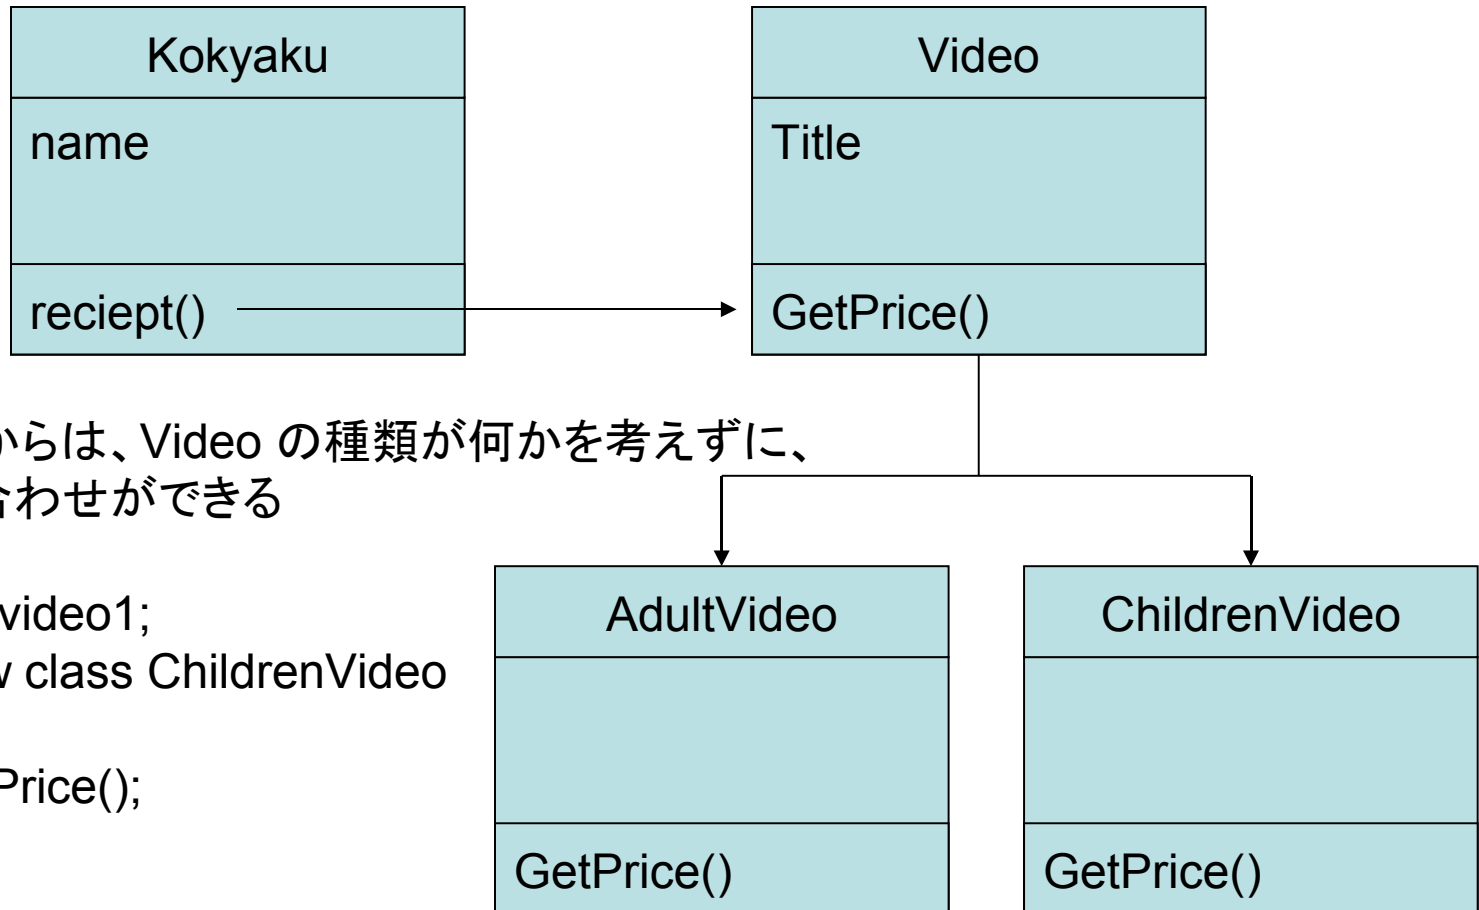 Kokyaku
name
reciept()
Video
Title
GetPrice()
からは、Video の種類が何かを考えずに、
合わせができる
video1;
class ChildrenVideo
Price();
AdultVideo
GetPrice()
ChildrenVideo
GetPrice()